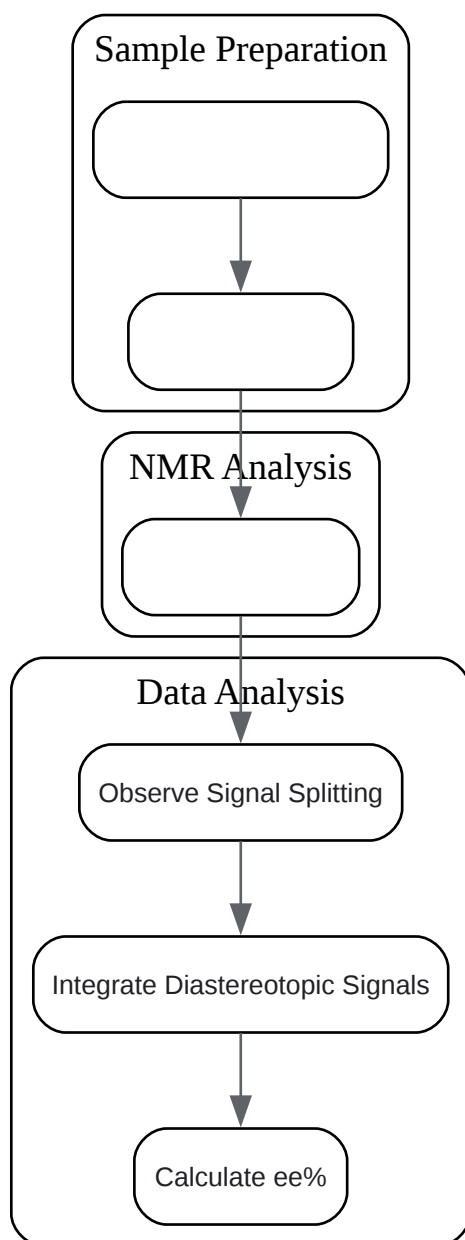 Sample Preparation
NMR Analysis
Data Analysis
Observe Signal Splitting
Integrate Diastereotopic Signals
Calculate ee%